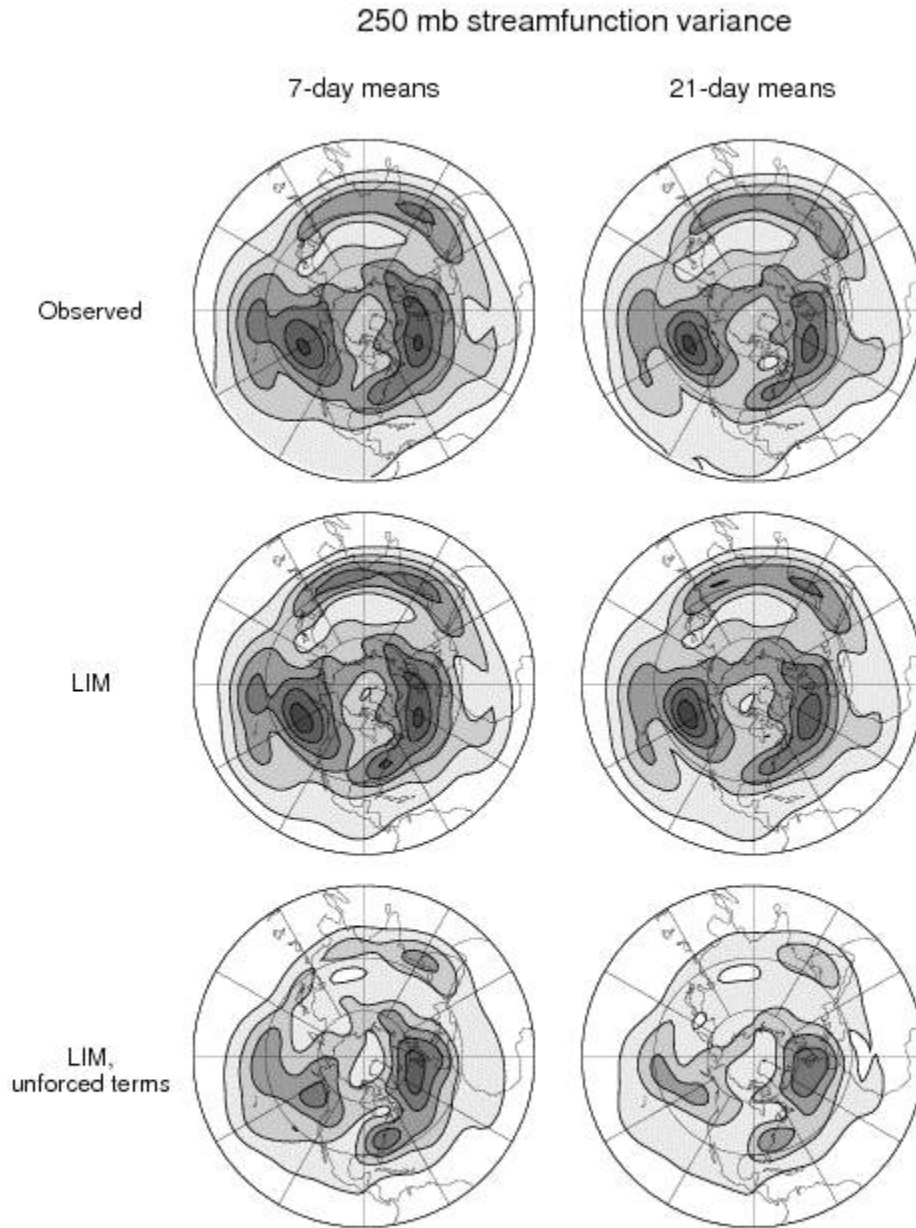 250 mb streamfunction variance
7-day means
21-day means
Observed
LIM
LIM,
unforced terms